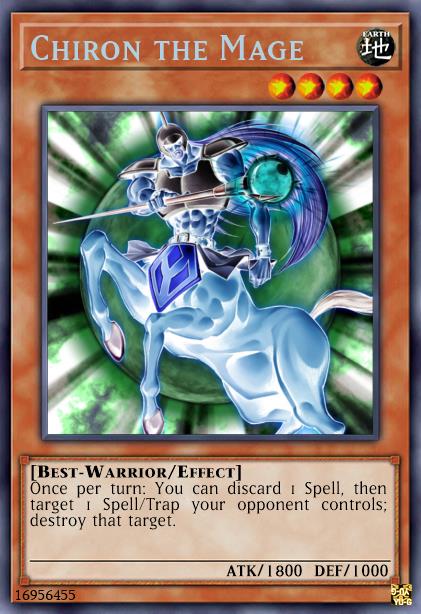 Chiron the Mage
EARTH
地
[Best-Warrior/Effect]
Once per turn: You can discard 1 Spell, then
target 1 Spell/Trap your opponent controls;
destroy that target.
ATK/1800 DEF/1000
16956455